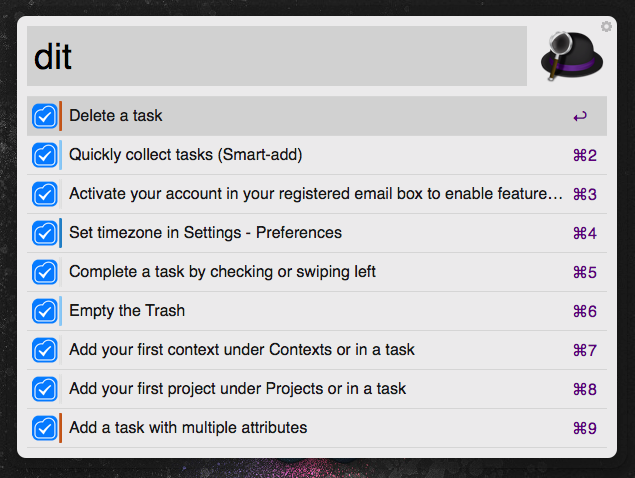 dit
Delete a task ↩
Quickly collect tasks (Smart-add) ⌘2
Activate your account in your registered email box to enable feature… ⌘3
Set timezone in Settings - Preferences ⌘4
Complete a task by checking or swiping left ⌘5
Empty the Trash ⌘6
Add your first context under Contexts or in a task ⌘7
Add your first project under Projects or in a task ⌘8
Add a task with multiple attributes ⌘9